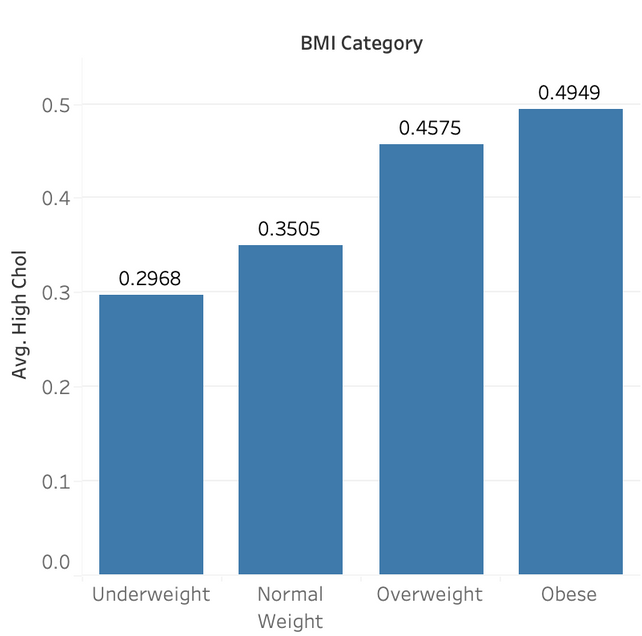 BMI Category
Avg. High Chol
0.5
0.4
0.3
0.2
0.1
0.0
0.2968
0.3505
0.4575
0.4949
Underweight
Normal
Weight
Overweight
Obese